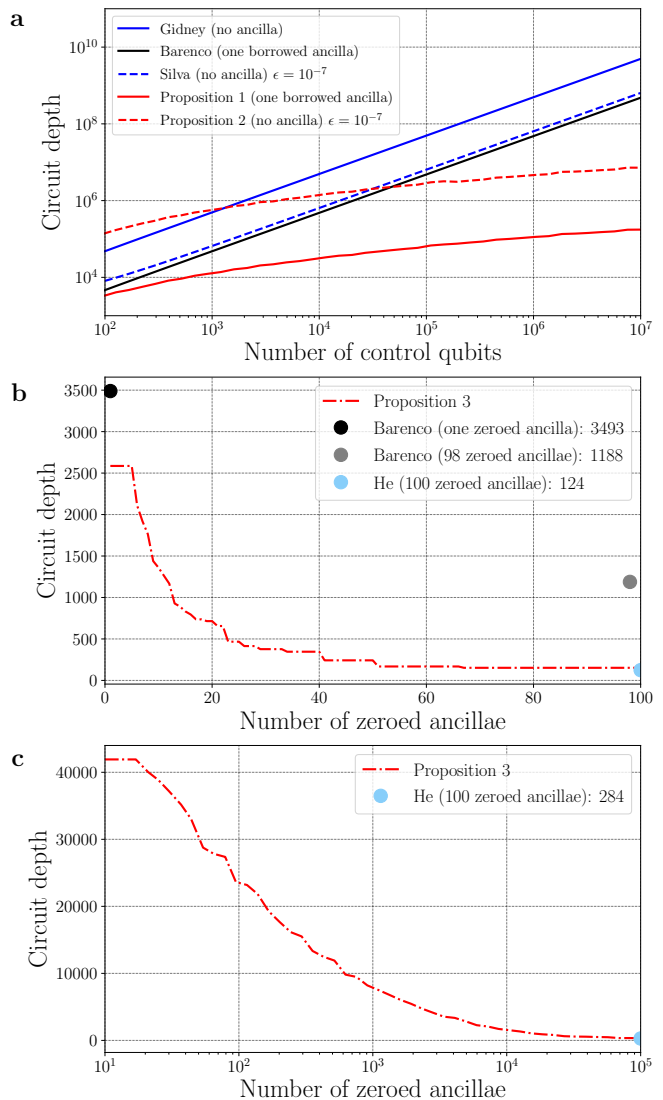 a
Gidney (no ancilla)
Barenco (one borrowed ancilla)
Silva (no ancilla) ϵ = 10⁻⁷
Proposition 1 (one borrowed ancilla)
Proposition 2 (no ancilla) ϵ = 10⁻⁷
Circuit depth
10¹⁰
10⁸
10⁶
10⁴
10² 10³ 10⁴ 10⁵ 10⁶ 10⁷
Number of control qubits
b
Proposition 3
Barenco (one zeroed ancilla): 3493
Barenco (98 zeroed ancillae): 1188
He (100 zeroed ancillae): 124
Circuit depth
3500
3000
2500
2000
1500
1000
500
0
0 20 40 60 80 100
Number of zeroed ancillae
c
Proposition 3
He (100 zeroed ancillae): 284
Circuit depth
40000
30000
20000
10000
0
10¹ 10² 10³ 10⁴ 10⁵
Number of zeroed ancillae